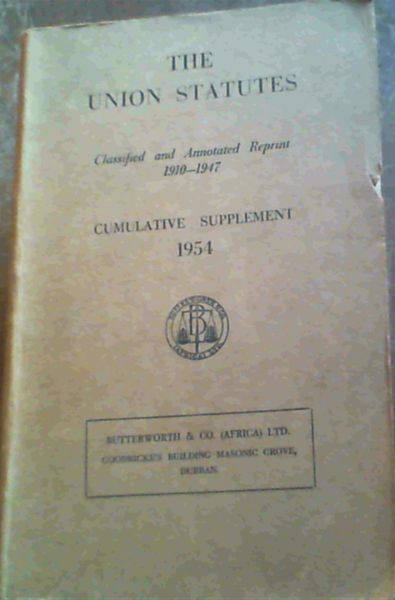 THE
UNION STATUTES
Classified and Annotated Reprint
1910—1947
CUMULATIVE SUPPLEMENT
1954
BUTTERWORTH & CO. (AFRICA) LTD.
GOODRICKE'S BUILDING MASONIC GROVE,
DURBAN.